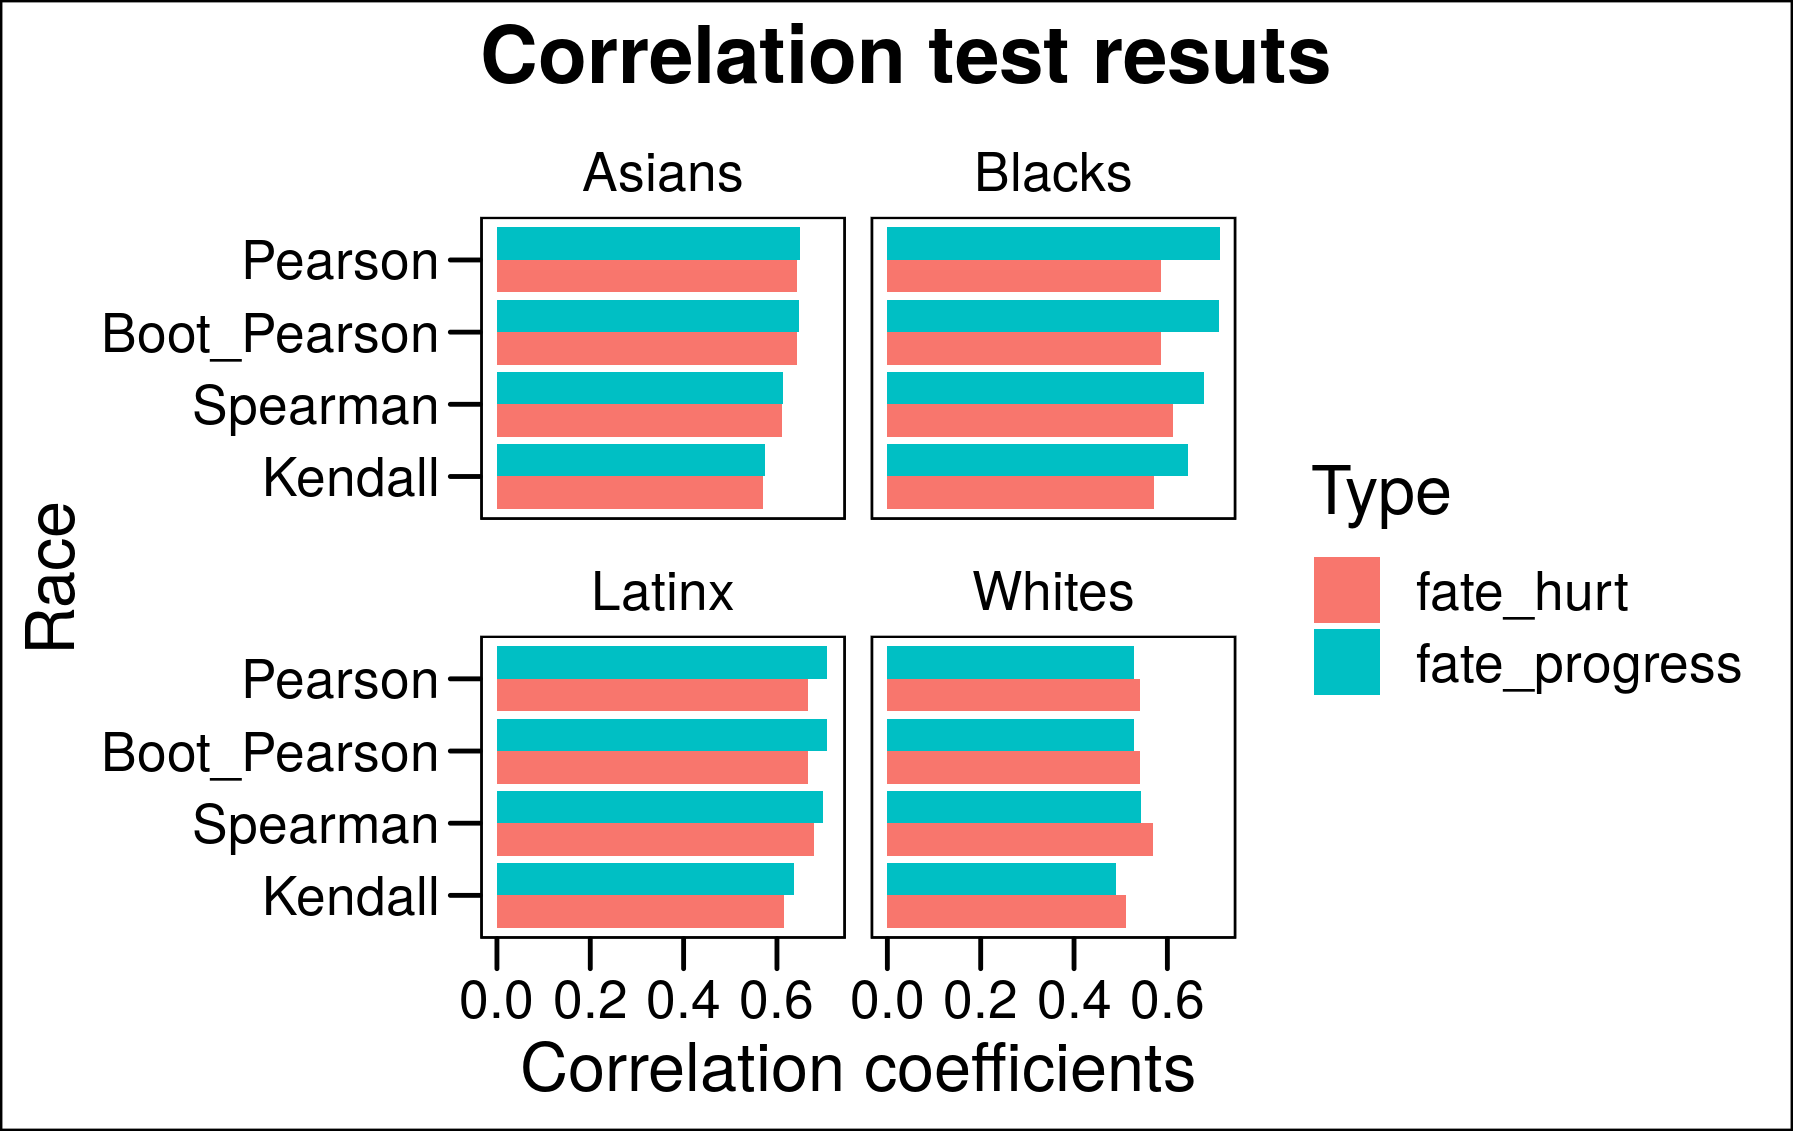 Correlation test resuts
Asians
Blacks
Pearson
Boot_Pearson
Spearman
Kendall
Race
Latinx
Whites
Pearson
Boot_Pearson
Spearman
Kendall
0.0 0.2 0.4 0.6 0.0 0.2 0.4 0.6
Correlation coefficients
Type
fate_hurt
fate_progress